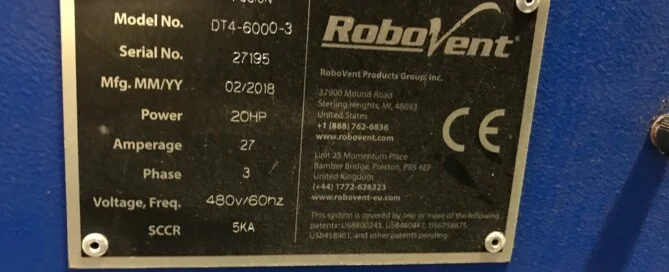 Model No. DT4-6000-3
Serial No. 27195
Mfg. MM/YY 02/2018
Power 20HP
Amperage 27
Phase 3
Voltage, Freq. 480v/60hz
SCCR 5KA
RoboVent
RoboVent Products Group, Inc.
37900 Mound Road
Sterling Heights, MI, 48083
United States
+1 (888) 762-6836
www.robovent.com
Unit 25 Momentum Place
Bamber Bridge, Preston, PR5 6EF
United Kingdom
(+44) 1772-626323
www.robovent-eu.com
CE
This system is covered by one or more of the following
patents: US8800243,
and other patents pending